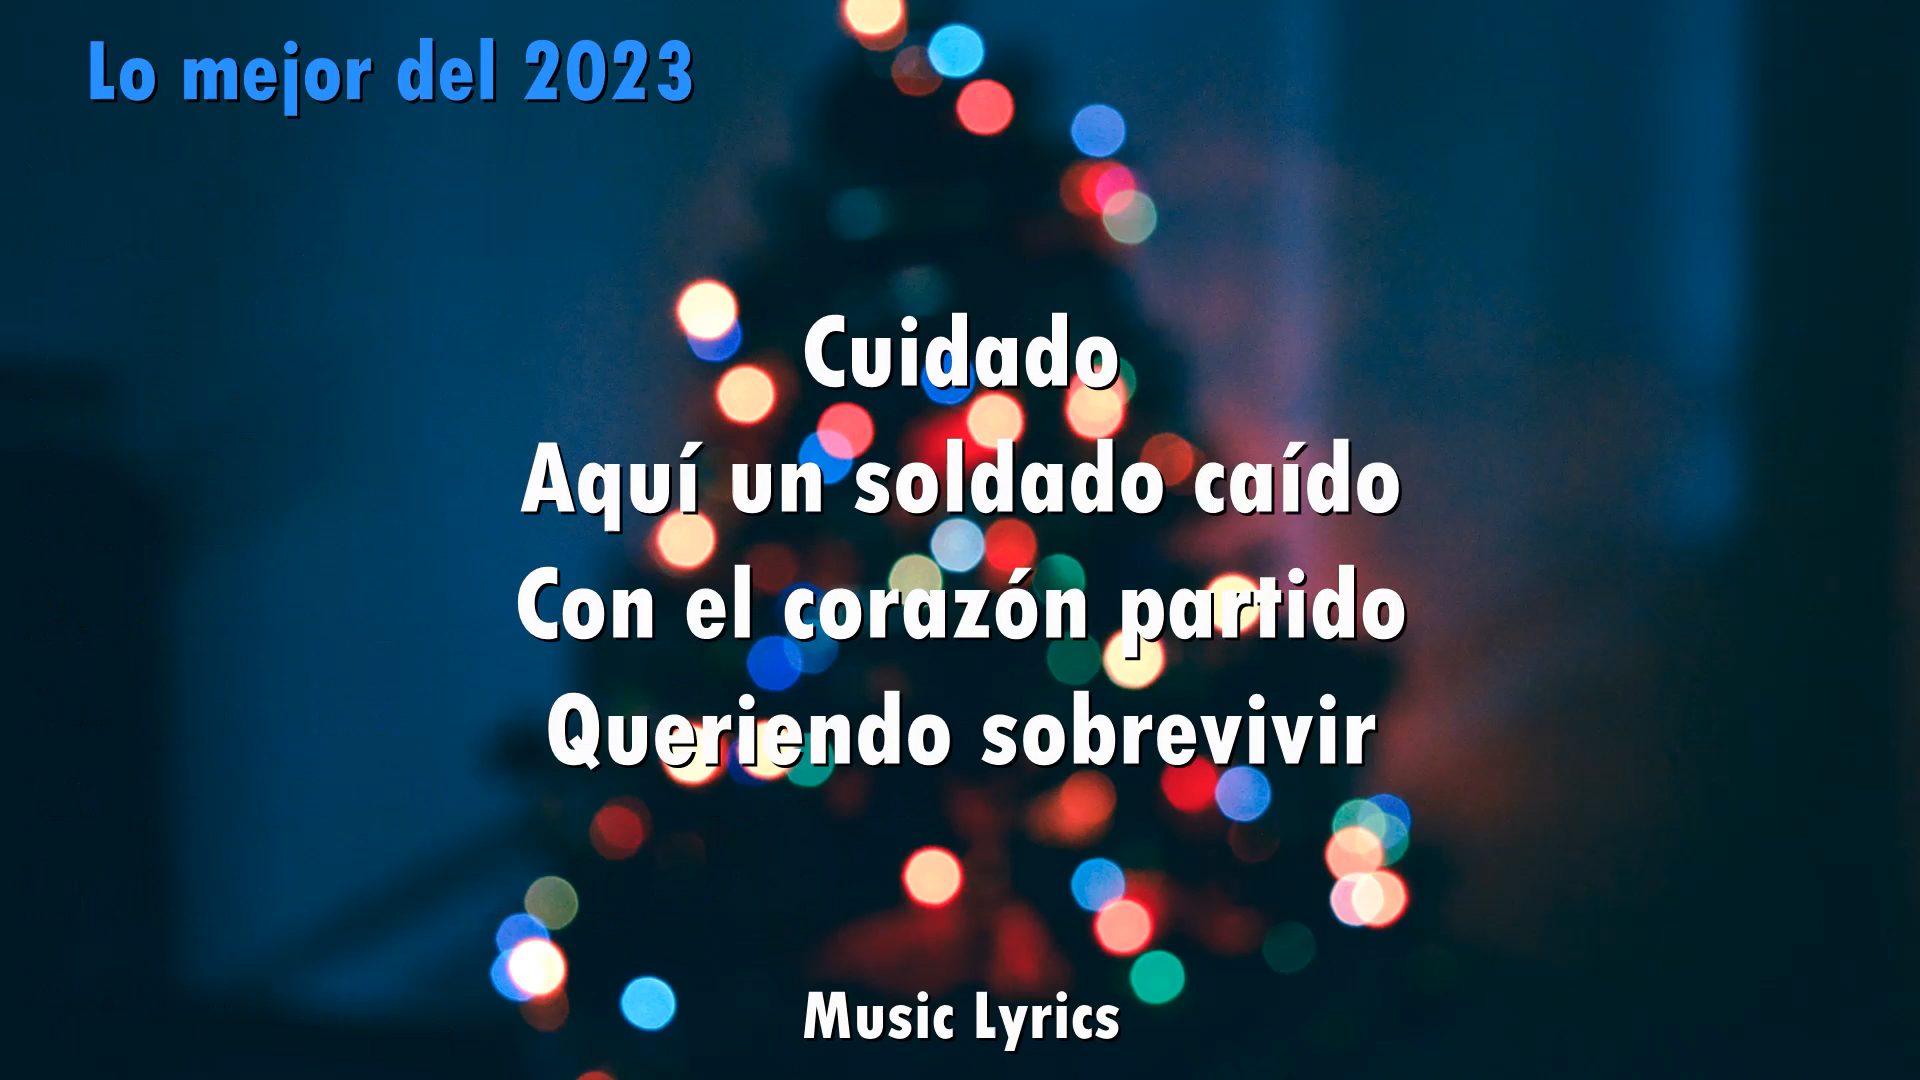 Lo mejor del 2023
Cuidado
Aquí un soldado caído
Con el corazón partido
Queriendo sobrevivir
Music Lyrics